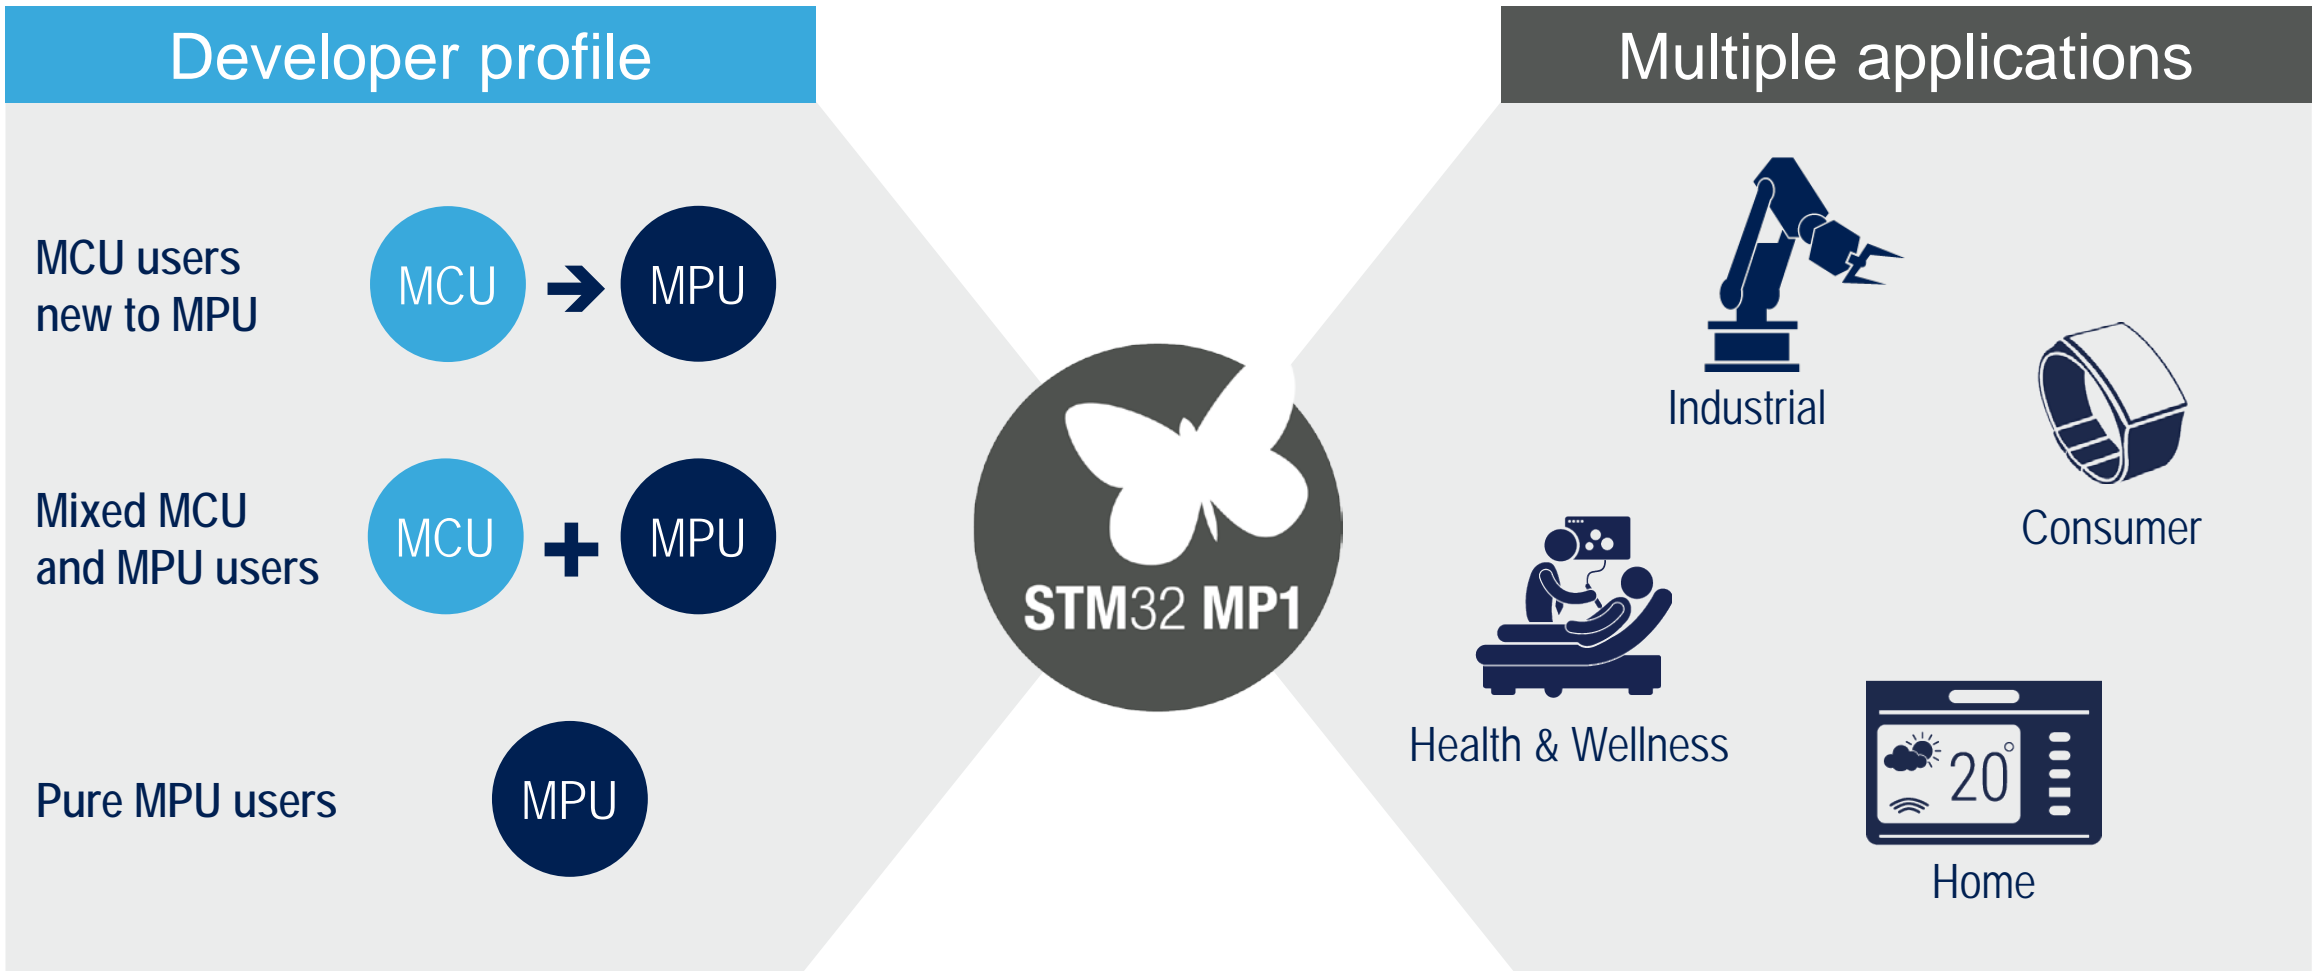 Developer profile
MCU users
new to MPU
MCU
MPU
Mixed MCU
and MPU users
MCU
MPU
Pure MPU users
MPU
STM32 MP1
Multiple applications
Industrial
Consumer
Health & Wellness
20°
Home